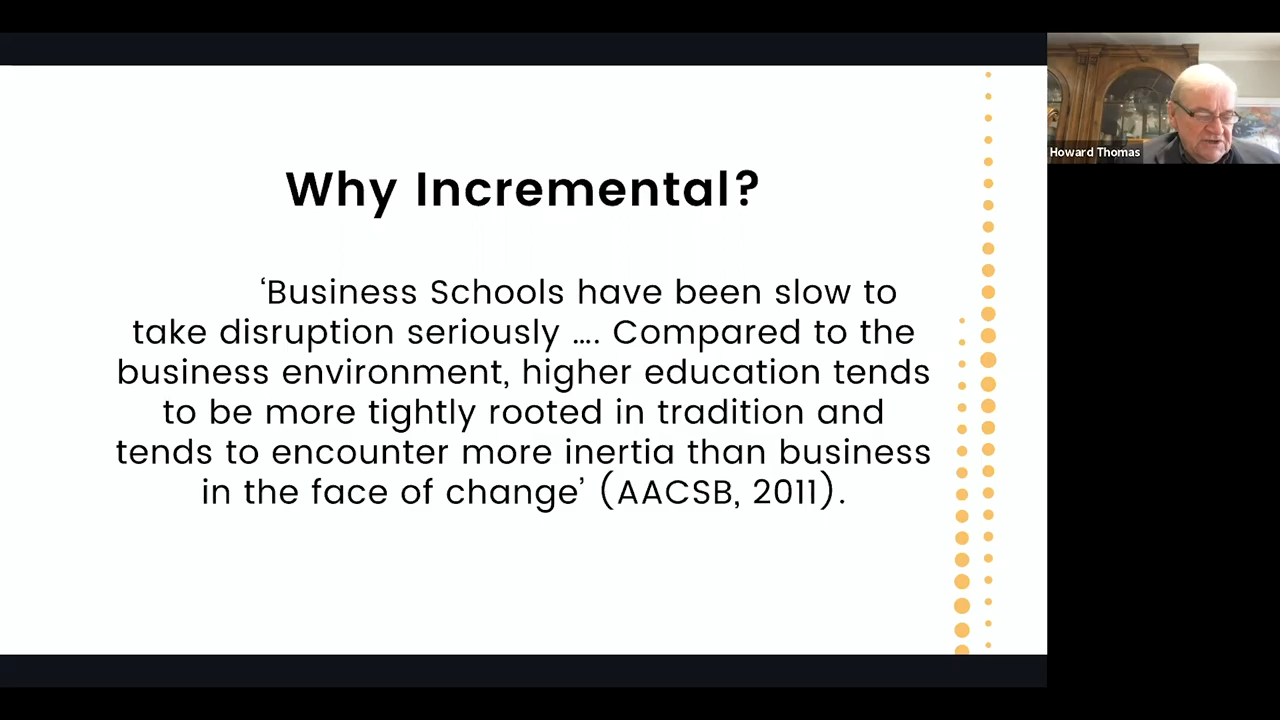 Why Incremental?
‘Business Schools have been slow to
take disruption seriously .... Compared to the
business environment, higher education tends
to be more tightly rooted in tradition and
tends to encounter more inertia than business
in the face of change’ (AACSB, 2011).
Howard Thomas